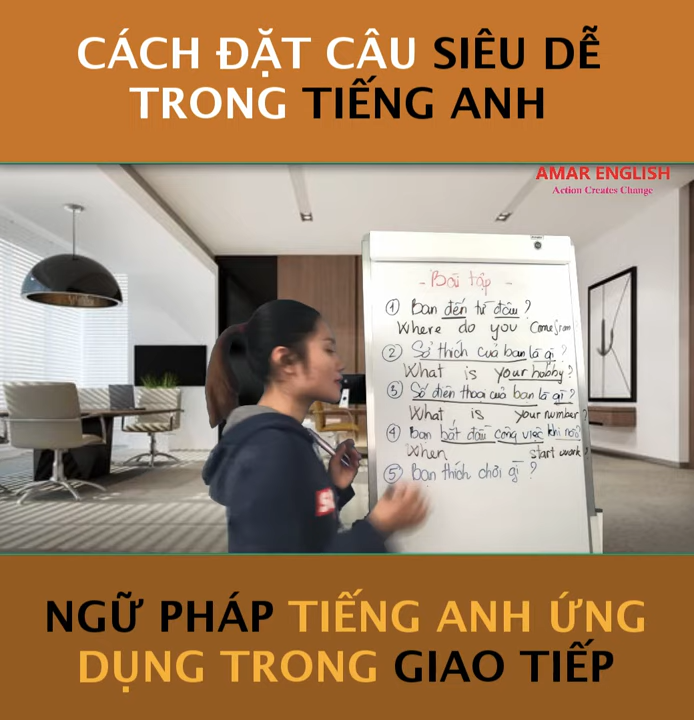 CÁCH ĐẶT CÂU SIÊU DỄ
TRONG TIẾNG ANH
AMAR ENGLISH
Action Creates Change
- Bài tập -
① Bạn đến từ đâu?
Where do you come from
② Sở thích của bạn là gì?
What is your hobby?
③ Số điện thoại của bạn là gì?
What is your number?
④ Bạn bắt đầu công việc khi nào?
When start work?
⑤ Bạn thích chơi gì?
NGỮ PHÁP TIẾNG ANH ỨNG
DỤNG TRONG GIAO TIẾP